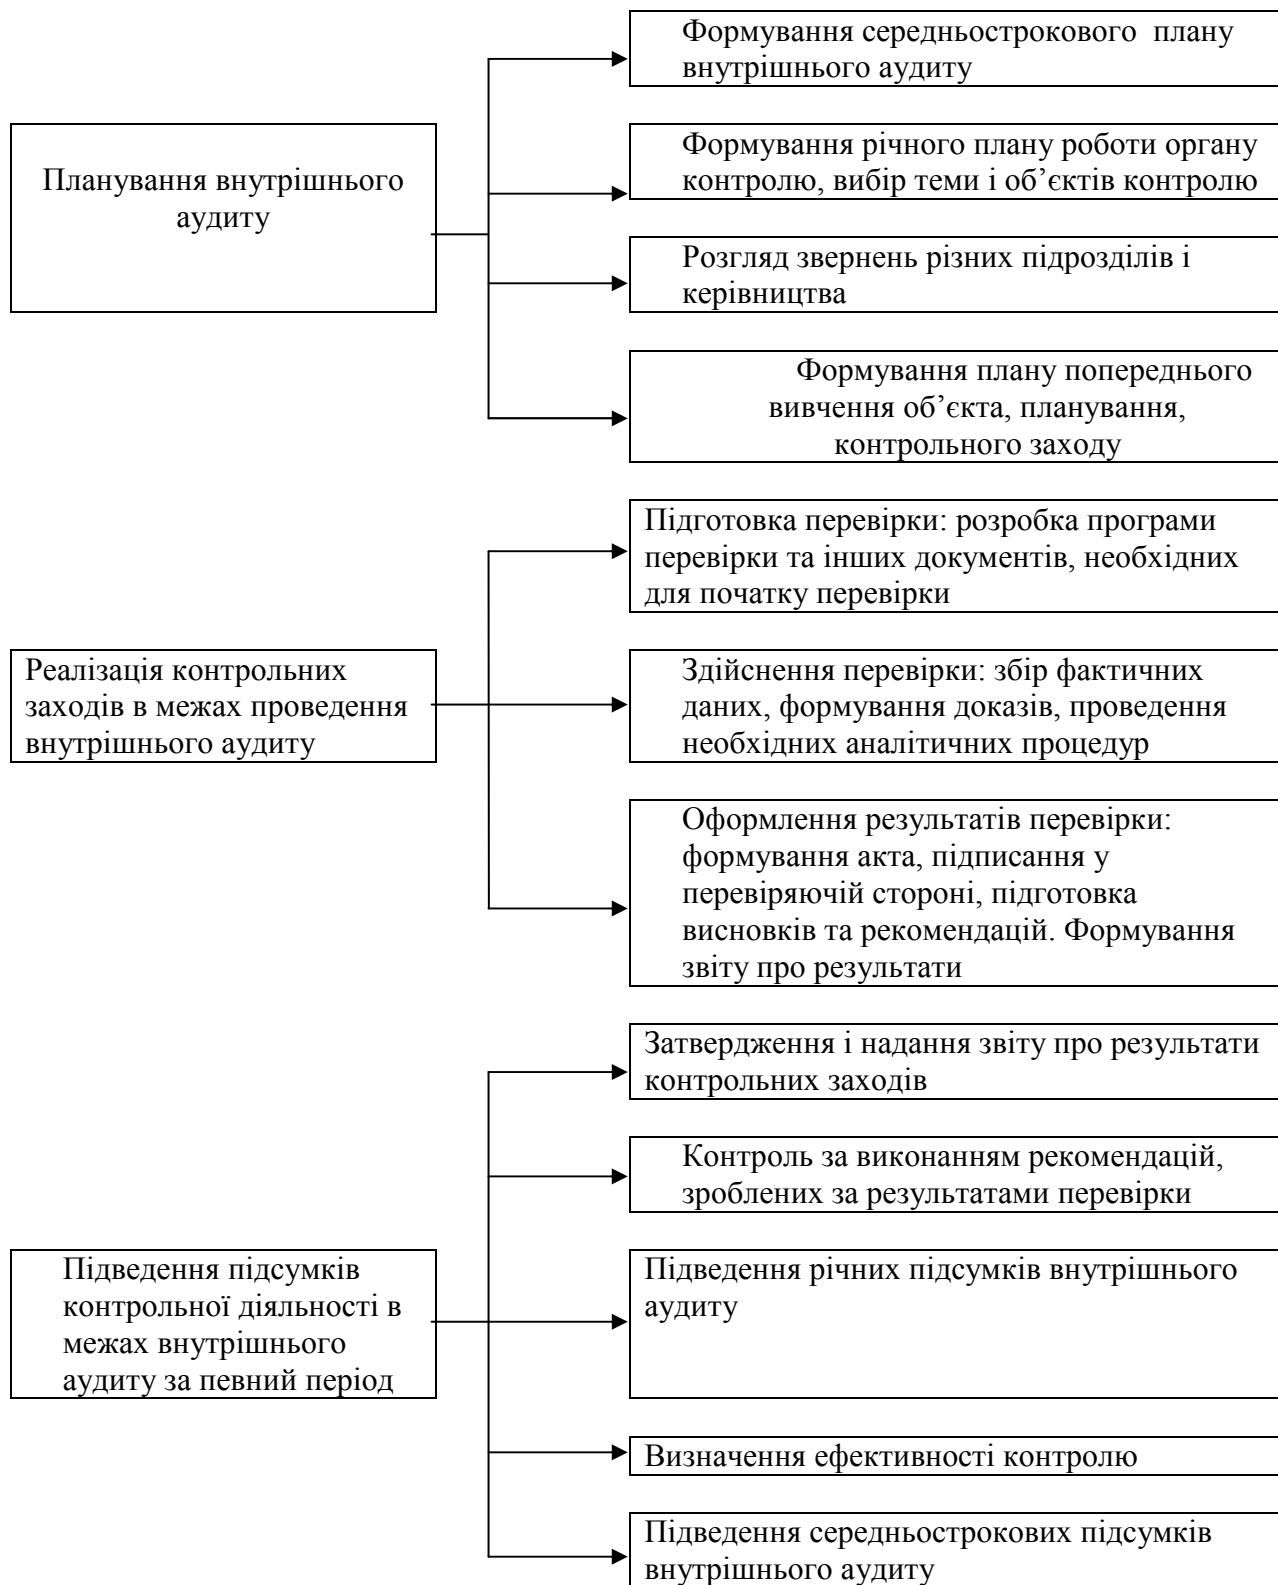 Планування внутрішнього
аудиту
Формування середньострокового плану
внутрішнього аудиту
Формування річного плану роботи органу
контролю, вибір теми і об’єктів контролю
Розгляд звернень різних підрозділів і
керівництва
Формування плану попереднього
вивчення об’єкта, планування,
контрольного заходу
Реалізація контрольних
заходів в межах проведення
внутрішнього аудиту
Підготовка перевірки: розробка програми
перевірки та інших документів, необхідних
для початку перевірки
Здійснення перевірки: збір фактичних
даних, формування доказів, проведення
необхідних аналітичних процедур
Оформлення результатів перевірки:
формування акта, підписання у
перевіряючій стороні, підготовка
висновків та рекомендацій. Формування
звіту про результати
Підведення підсумків
контрольної діяльності в
межах внутрішнього
аудиту за певний період
Затвердження і надання звіту про результати
контрольних заходів
Контроль за виконанням рекомендацій,
зроблених за результатами перевірки
Підведення річних підсумків внутрішнього
аудиту
Визначення ефективності контролю
Підведення середньострокових підсумків
внутрішнього аудиту